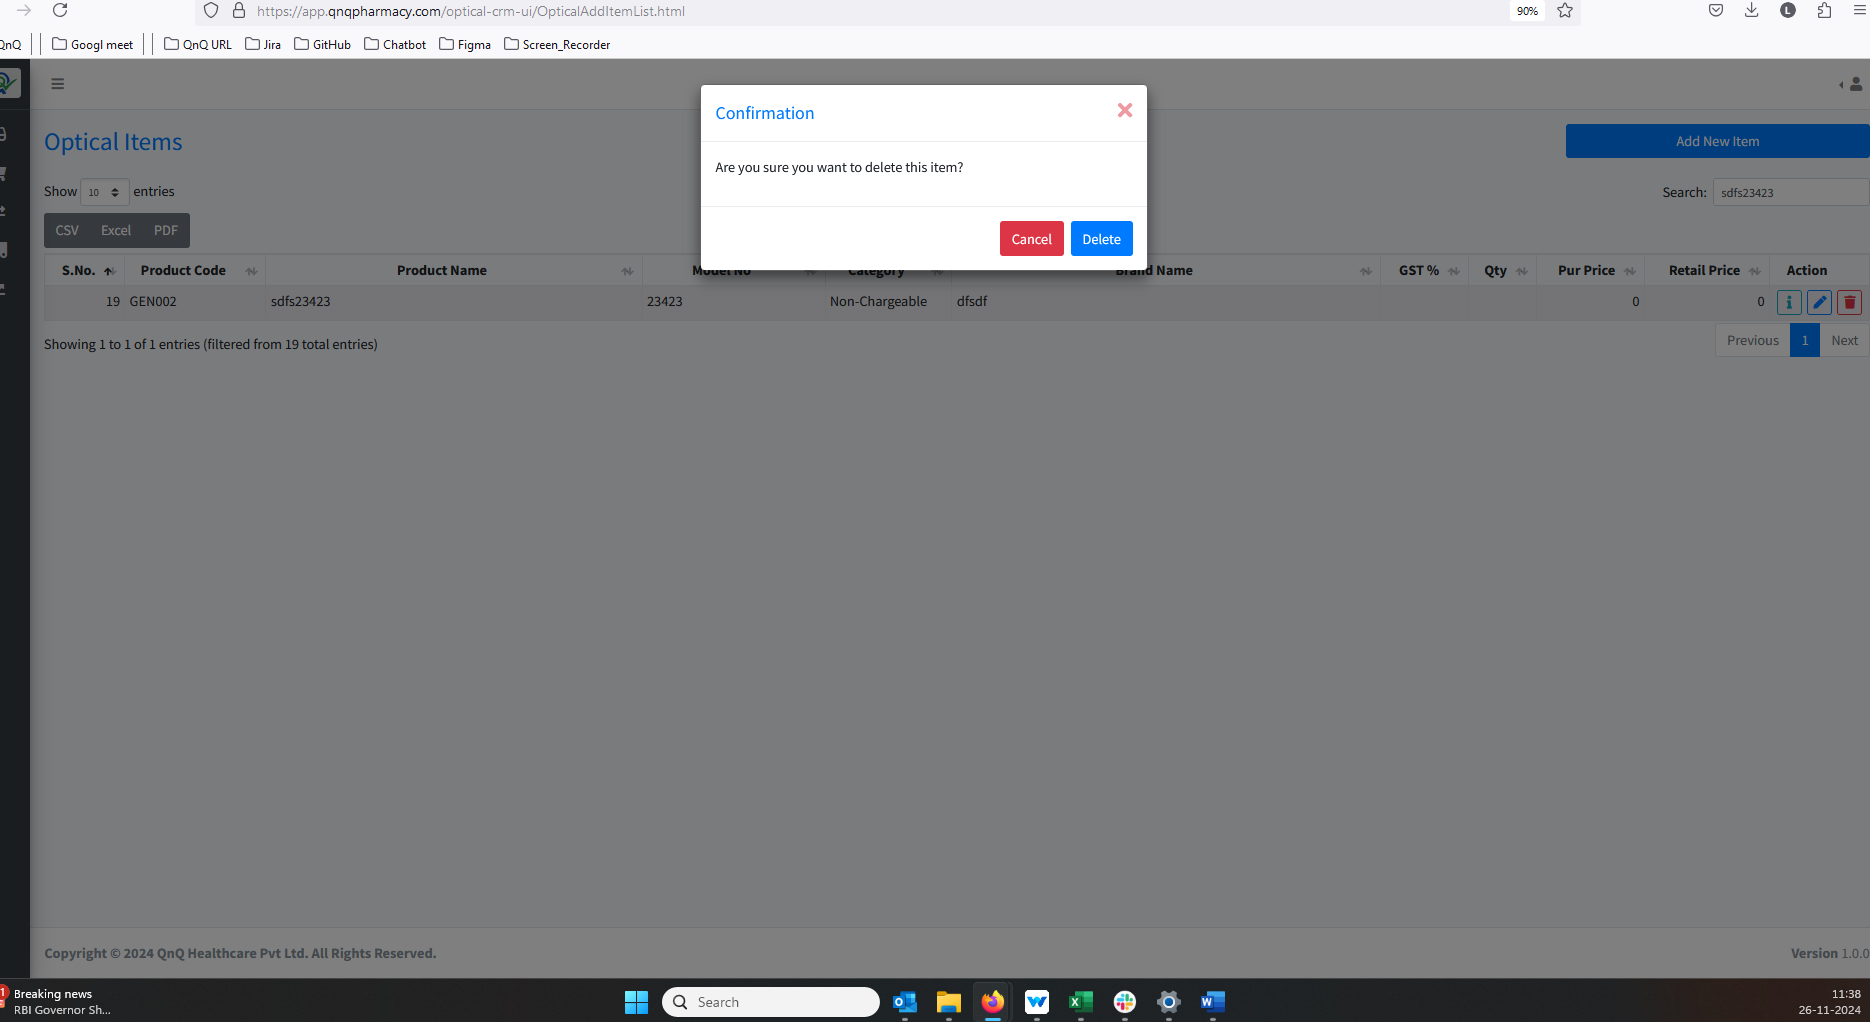 https://app.qnqpharmacy.com/optical-crm-ui/OpticalAddItemList.html
90%
L
QnQ
Googl meet
QnQ URL
Jira
GitHub
Chatbot
Figma
Screen_Recorder
Confirmation
Are you sure you want to delete this item?
Cancel
Delete
Optical Items
Add New Item
Show 10 entries
Search: sdfs23423
CSV Excel PDF
S.No. Product Code Product Name Model No Category Brand Name GST % Qty Pur Price Retail Price Action
19 GEN002 sdfs23423 23423 Non-Chargeable dfsdf 0 0
Showing 1 to 1 of 1 entries (filtered from 19 total entries)
Previous 1 Next
Copyright © 2024 QnQ Healthcare Pvt Ltd. All Rights Reserved.
Version 1.0.0
1
Breaking news
RBI Governor Sh...
Search
11:38
26-11-2024